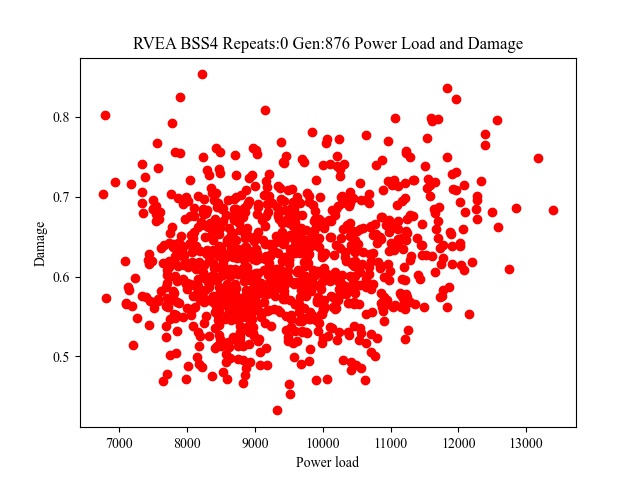 RVEA BSS4 Repeats:0 Gen:876 Power Load and Damage
0.8
0.7
0.6
0.5
Damage
7000 8000 9000 10000 11000 12000 13000
Power load